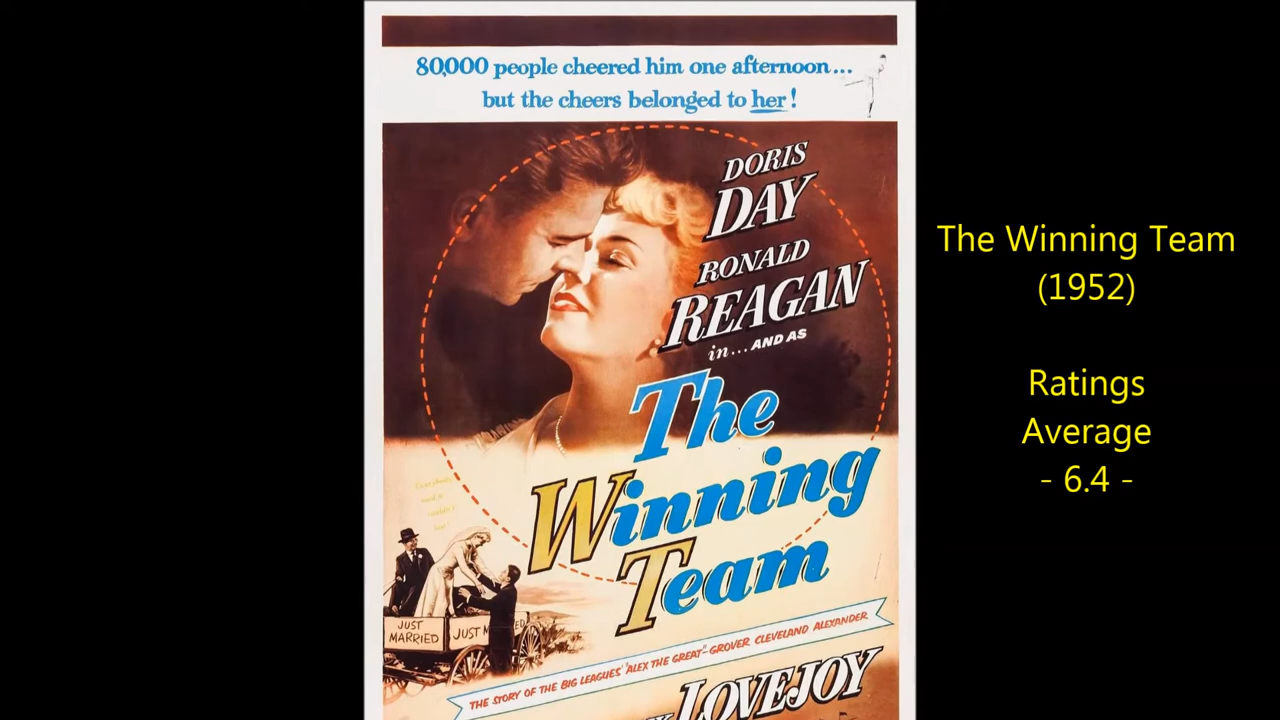 80,000 people cheered him one afternoon...
but the cheers belonged to her!
DORIS
DAY
RONALD
REAGAN
in... AND AS
The
Winning
Team
JUST
MARRIED
JUST M
ED
THE STORY OF THE BIG LEAGUES' "ALEX THE GREAT"—GROVER CLEVELAND ALEXANDER
LOVEJOY
The Winning Team
(1952)
Ratings
Average
- 6.4 -